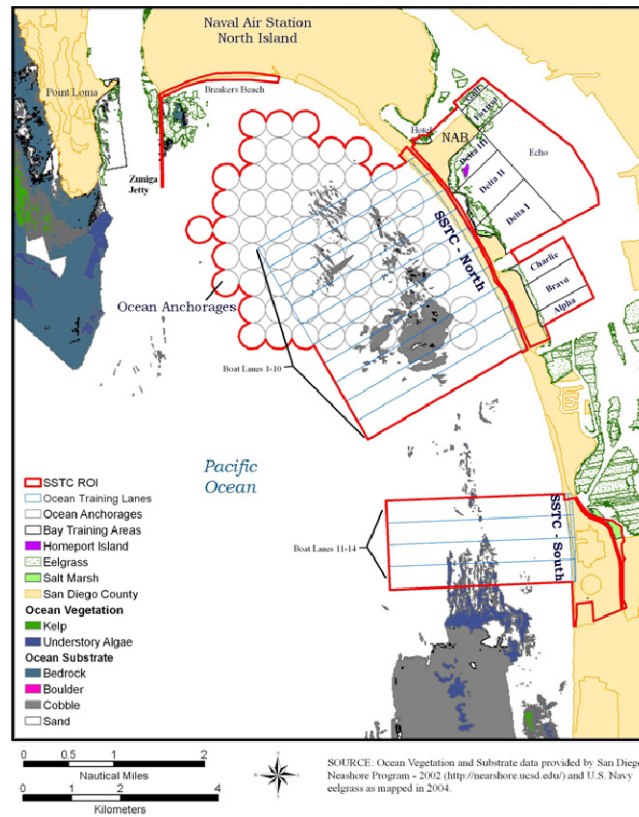 Naval Air Station
North Island
Point Loma
Breakers Beach
Zuniga
Jetty
Hotel
NAB
Echo
Delta III
Delta II
Delta I
SSTC - North
Charlie
Bravo
Alpha
Ocean Anchorages
Boat Lanes 1-10
Pacific
Ocean
SSTC - South
Boat Lanes 11-14
SSTC ROI
Ocean Training Lanes
Ocean Anchorages
Bay Training Areas
Homeport Island
Eelgrass
Salt Marsh
San Diego County
Ocean Vegetation
Kelp
Understory Algae
Ocean Substrate
Bedrock
Boulder
Cobble
Sand
0 0.5 1 2
Nautical Miles
0 1 2 4
Kilometers
SOURCE: Ocean Vegetation and Substrate data provided by San Diego
Neashore Program - 2002 (http://nearshore.ucsd.edu/) and U.S. Navy
eelgrass as mapped in 2004.